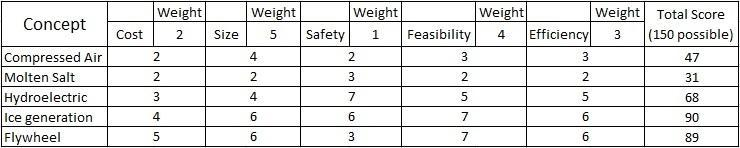 Concept Weight Weight Weight Weight Weight Total Score
Cost 2 Size 5 Safety 1 Feasibility 4 Efficiency 3 (150 possible)
Compressed Air 2 4 2 3 3 47
Molten Salt 2 2 3 2 2 31
Hydroelectric 3 4 7 5 5 68
Ice generation 4 6 6 7 6 90
Flywheel 5 6 3 7 6 89